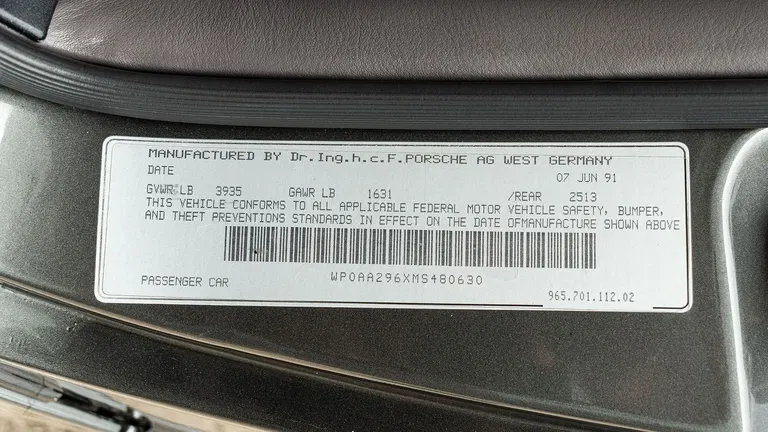 MANUFACTURED BY Dr.Ing.h.c.F.PORSCHE AG WEST GERMANY
DATE 07 JUN 91
GVWR LB 3935 GAWR LB 1631 /REAR 2513
THIS VEHICLE CONFORMS TO ALL APPLICABLE FEDERAL MOTOR VEHICLE SAFETY, BUMPER,
AND THEFT PREVENTIONS STANDARDS IN EFFECT ON THE DATE OFMANUFACTURE SHOWN ABOVE
PASSENGER CAR WP0AA296XMS480630
965.701.112.02